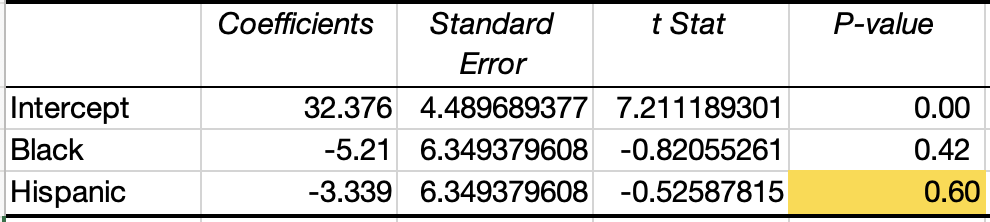 Coefficients Standard Error t Stat P-value
Intercept 32.376 4.489689377 7.211189301 0.00
Black -5.21 6.349379608 -0.82055261 0.42
Hispanic -3.339 6.349379608 -0.52587815 0.60